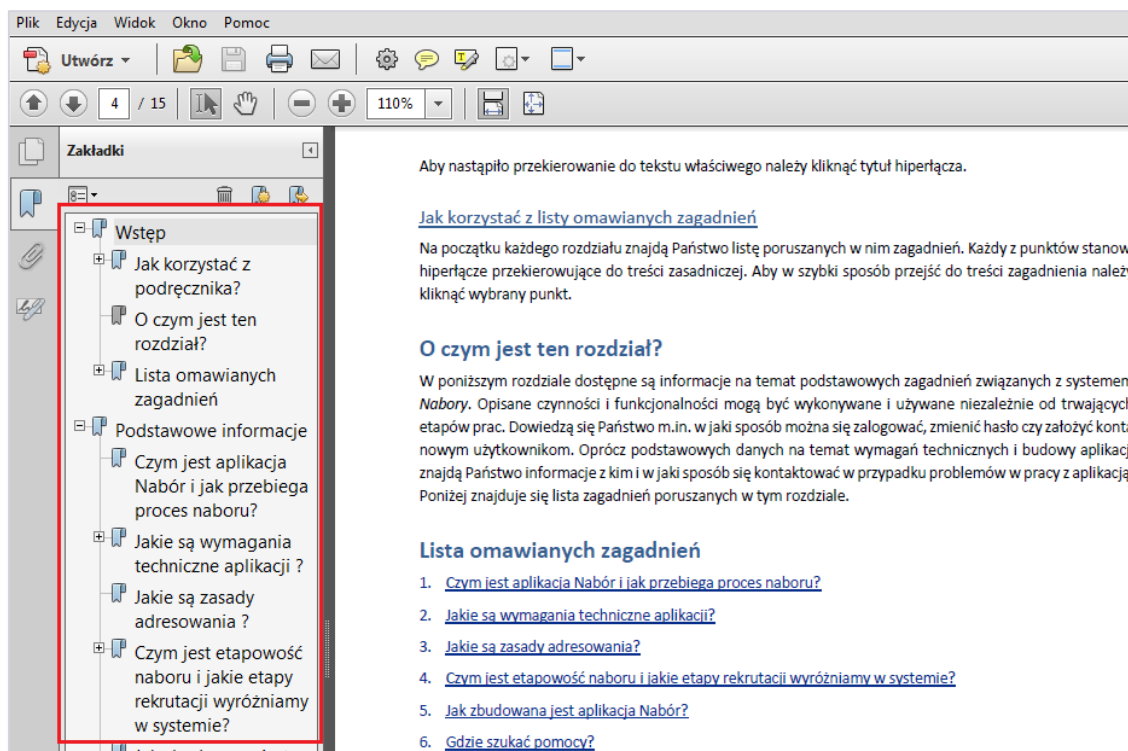 Plik Edycja Widok Okno Pomoc
Utwórz
4 / 15 110%
Zakładki
Wstęp
Jak korzystać z
podręcznika?
O czym jest ten
rozdział?
Lista omawianych
zagadnień
Podstawowe informacje
Czym jest aplikacja
Nabór i jak przebiega
proces naboru?
Jakie są wymagania
techniczne aplikacji ?
Jakie są zasady
adresowania ?
Czym jest etapowość
naboru i jakie etapy
rekrutacji wyróżniamy
w systemie?
Aby nastąpiło przekierowanie do tekstu właściwego należy kliknąć tytuł hiperłącza.
Jak korzystać z listy omawianych zagadnień
Na początku każdego rozdziału znajdą Państwo listę poruszanych w nim zagadnień. Każdy z punktów stanow
hiperłącze przekierowujące do treści zasadniczej. Aby w szybki sposób przejść do treści zagadnienia należy
kliknąć wybrany punkt.
O czym jest ten rozdział?
W poniższym rozdziale dostępne są informacje na temat podstawowych zagadnień związanych z systemem
Nabory. Opisane czynności i funkcjonalności mogą być wykonywane i używane niezależnie od trwających
etapów prac. Dowiedzą się Państwo m.in. w jaki sposób można się zalogować, zmienić hasło czy założyć konta
nowym użytkownikom. Oprócz podstawowych danych na temat wymagań technicznych i budowy aplikacj
znajdą Państwo informacje z kim i w jaki sposób się kontaktować w przypadku problemów w pracy z aplikacją
Poniżej znajduje się lista zagadnień poruszanych w tym rozdziale.
Lista omawianych zagadnień
1. Czym jest aplikacja Nabór i jak przebiega proces naboru?
2. Jakie są wymagania techniczne aplikacji?
3. Jakie są zasady adresowania?
4. Czym jest etapowość naboru i jakie etapy rekrutacji wyróżniamy w systemie?
5. Jak zbudowana jest aplikacja Nabór?
6. Gdzie szukać pomocy?